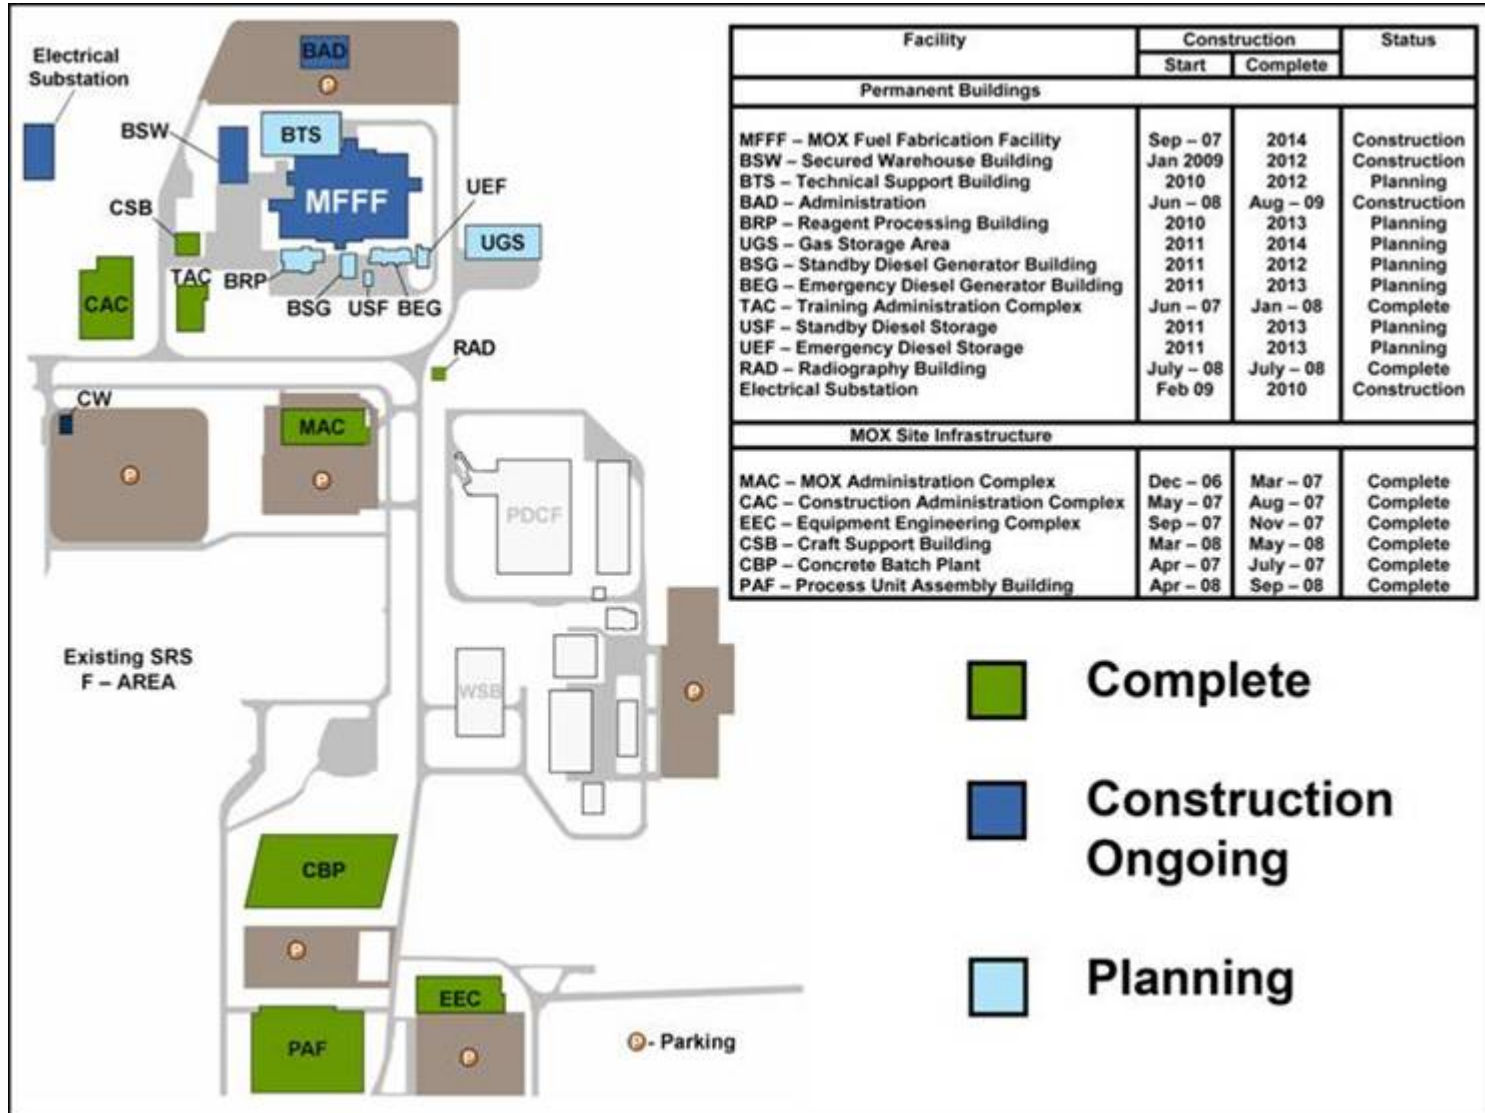 Electrical
Substation
BAD
P
BSW
BTS
MFFF
UEF
CSB
UGS
TAC
BRP
CAC
BSG
USF
BEG
RAD
CW
MAC
P
P
PDCF
Existing SRS
F – AREA
WSB
P
CBP
P
EEC
PAF
P
P - Parking
Facility Construction Status
Start Complete
Permanent Buildings
MFFF – MOX Fuel Fabrication Facility Sep – 07 2014 Construction
BSW – Secured Warehouse Building Jan 2009 2012 Construction
BTS – Technical Support Building 2010 2012 Planning
BAD – Administration Jun – 08 Aug – 09 Construction
BRP – Reagent Processing Building 2010 2013 Planning
UGS – Gas Storage Area 2011 2014 Planning
BSG – Standby Diesel Generator Building 2011 2012 Planning
BEG – Emergency Diesel Generator Building 2011 2013 Planning
TAC – Training Administration Complex Jun – 07 Jan – 08 Complete
USF – Standby Diesel Storage 2011 2013 Planning
UEF – Emergency Diesel Storage 2011 2013 Planning
RAD – Radiography Building July – 08 July – 08 Complete
Electrical Substation Feb 09 2010 Construction
MOX Site Infrastructure
MAC – MOX Administration Complex Dec – 06 Mar – 07 Complete
CAC – Construction Administration Complex May – 07 Aug – 07 Complete
EEC – Equipment Engineering Complex Sep – 07 Nov – 07 Complete
CSB – Craft Support Building Mar – 08 May – 08 Complete
CBP – Concrete Batch Plant Apr – 07 July – 07 Complete
PAF – Process Unit Assembly Building Apr – 08 Sep – 08 Complete
Complete
Construction
Ongoing
Planning